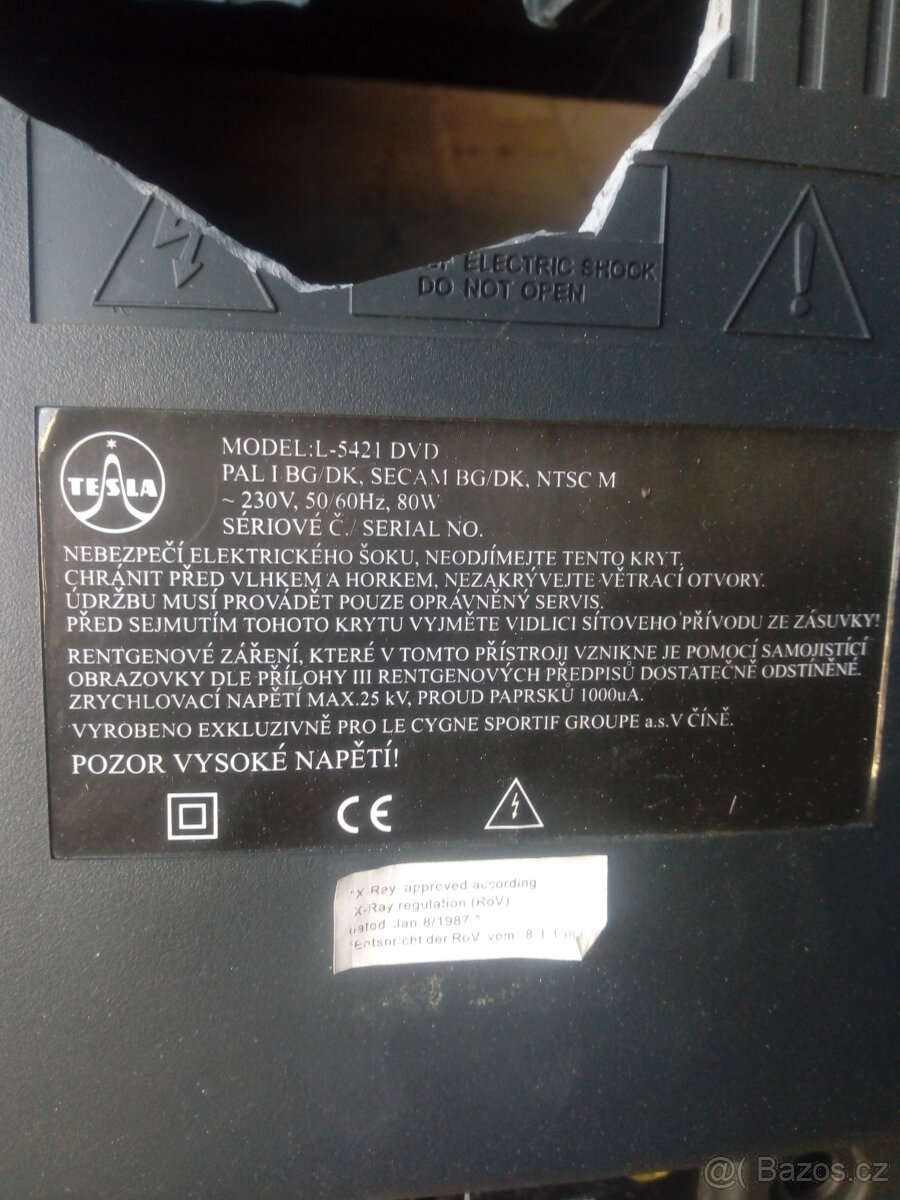 ELECTRIC SHOCK
DO NOT OPEN
TESLA
MODEL:L-5421 DVD
PAL I BG/DK, SECAM BG/DK, NTSC M
~ 230V, 50/60Hz, 80W
SÉRIOVÉ Č./ SERIAL NO.
NEBEZPEČÍ ELEKTRICKÉHO ŠOKU, NEODJÍMEJTE TENTO KRYT.
CHRÁNIT PŘED VLHKEM A HORKEM, NEZAKRÝVEJTE VĚTRACÍ OTVORY.
ÚDRŽBU MUSÍ PROVÁDĚT POUZE OPRÁVNĚNÝ SERVIS.
PŘED SEJMUTÍM TOHOTO KRYTU VYJMĚTE VIDLICI SÍTOVEHO PŘÍVODU ZE ZÁSUVKY!
RENTGENOVÉ ZÁŘENÍ, KTERÉ V TOMTO PŘÍSTROJI VZNIKNE JE POMOCÍ SAMOJISTÍCÍ
OBRAZOVKY DLE PŘÍLOHY III RENTGENOVÝCH PŘEDPISŮ DOSTATEČNĚ ODSTÍNĚNÉ.
ZRYCHLOVACÍ NAPĚTÍ MAX.25 kV, PROUD PAPRSKŮ 1000uA.
VYROBENO EXKLUZIVNĚ PRO LE CYGNE SPORTIF GROUPE a.s.V ČÍNĚ.
POZOR VYSOKÉ NAPĚTÍ!
CE
"X-Ray approved according
X-Ray regulation (RöV)
dated Jan.8/1987."
"Entspricht der RöV vom 8.1.
@( Bazos.cz